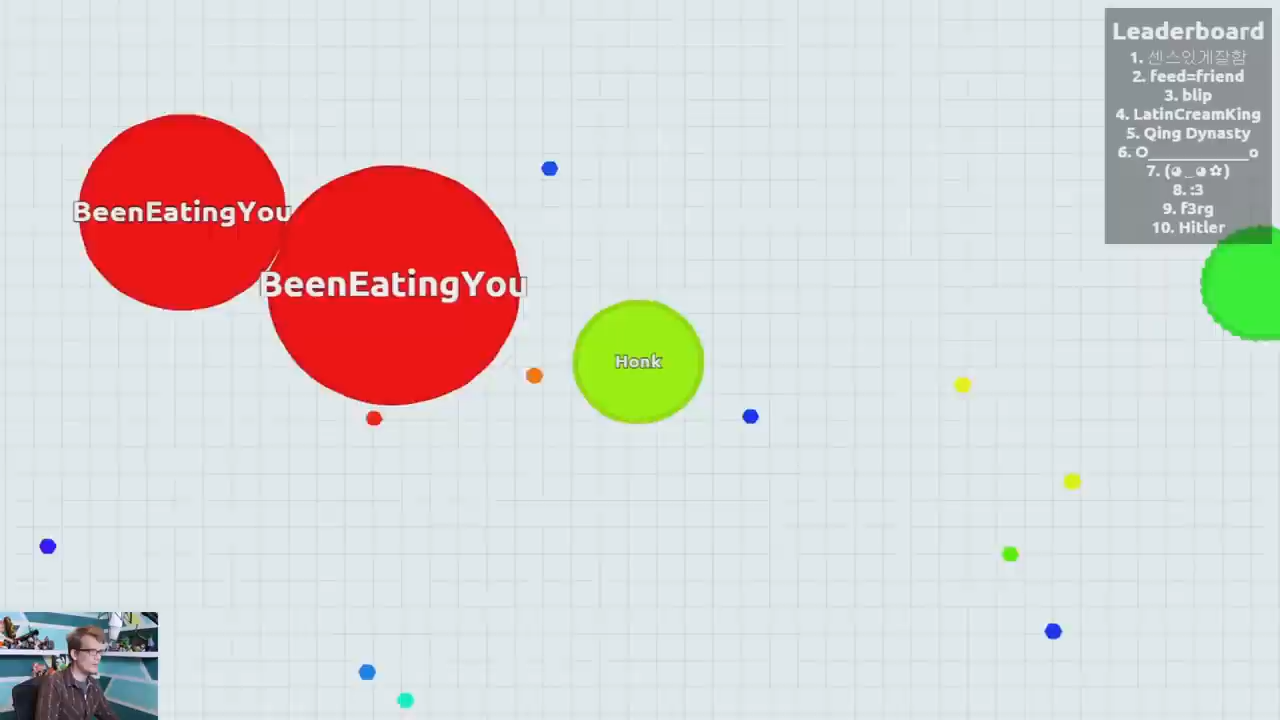 Leaderboard
1. 센스있게잘함
2. feed=friend
3. blip
4. LatinCreamKing
5. Qing Dynasty
6. O___________o
7. (◕‿◕✿)
8. :3
9. f3rg
10. Hitler
BeenEatingYou
BeenEatingYou
Honk